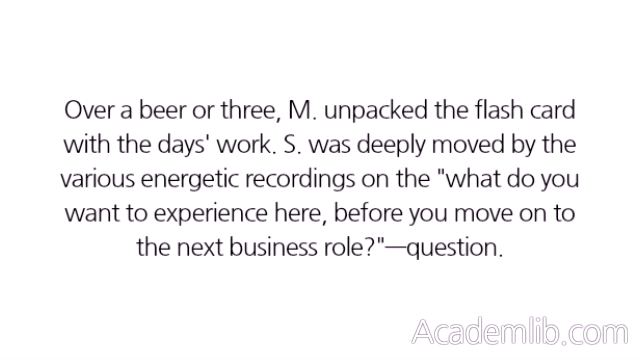 Over a beer or three, M. unpacked the flash card
with the days' work. S. was deeply moved by the
various energetic recordings on the "what do you
want to experience here, before you move on to
the next business role?"—question.
Academlib.com